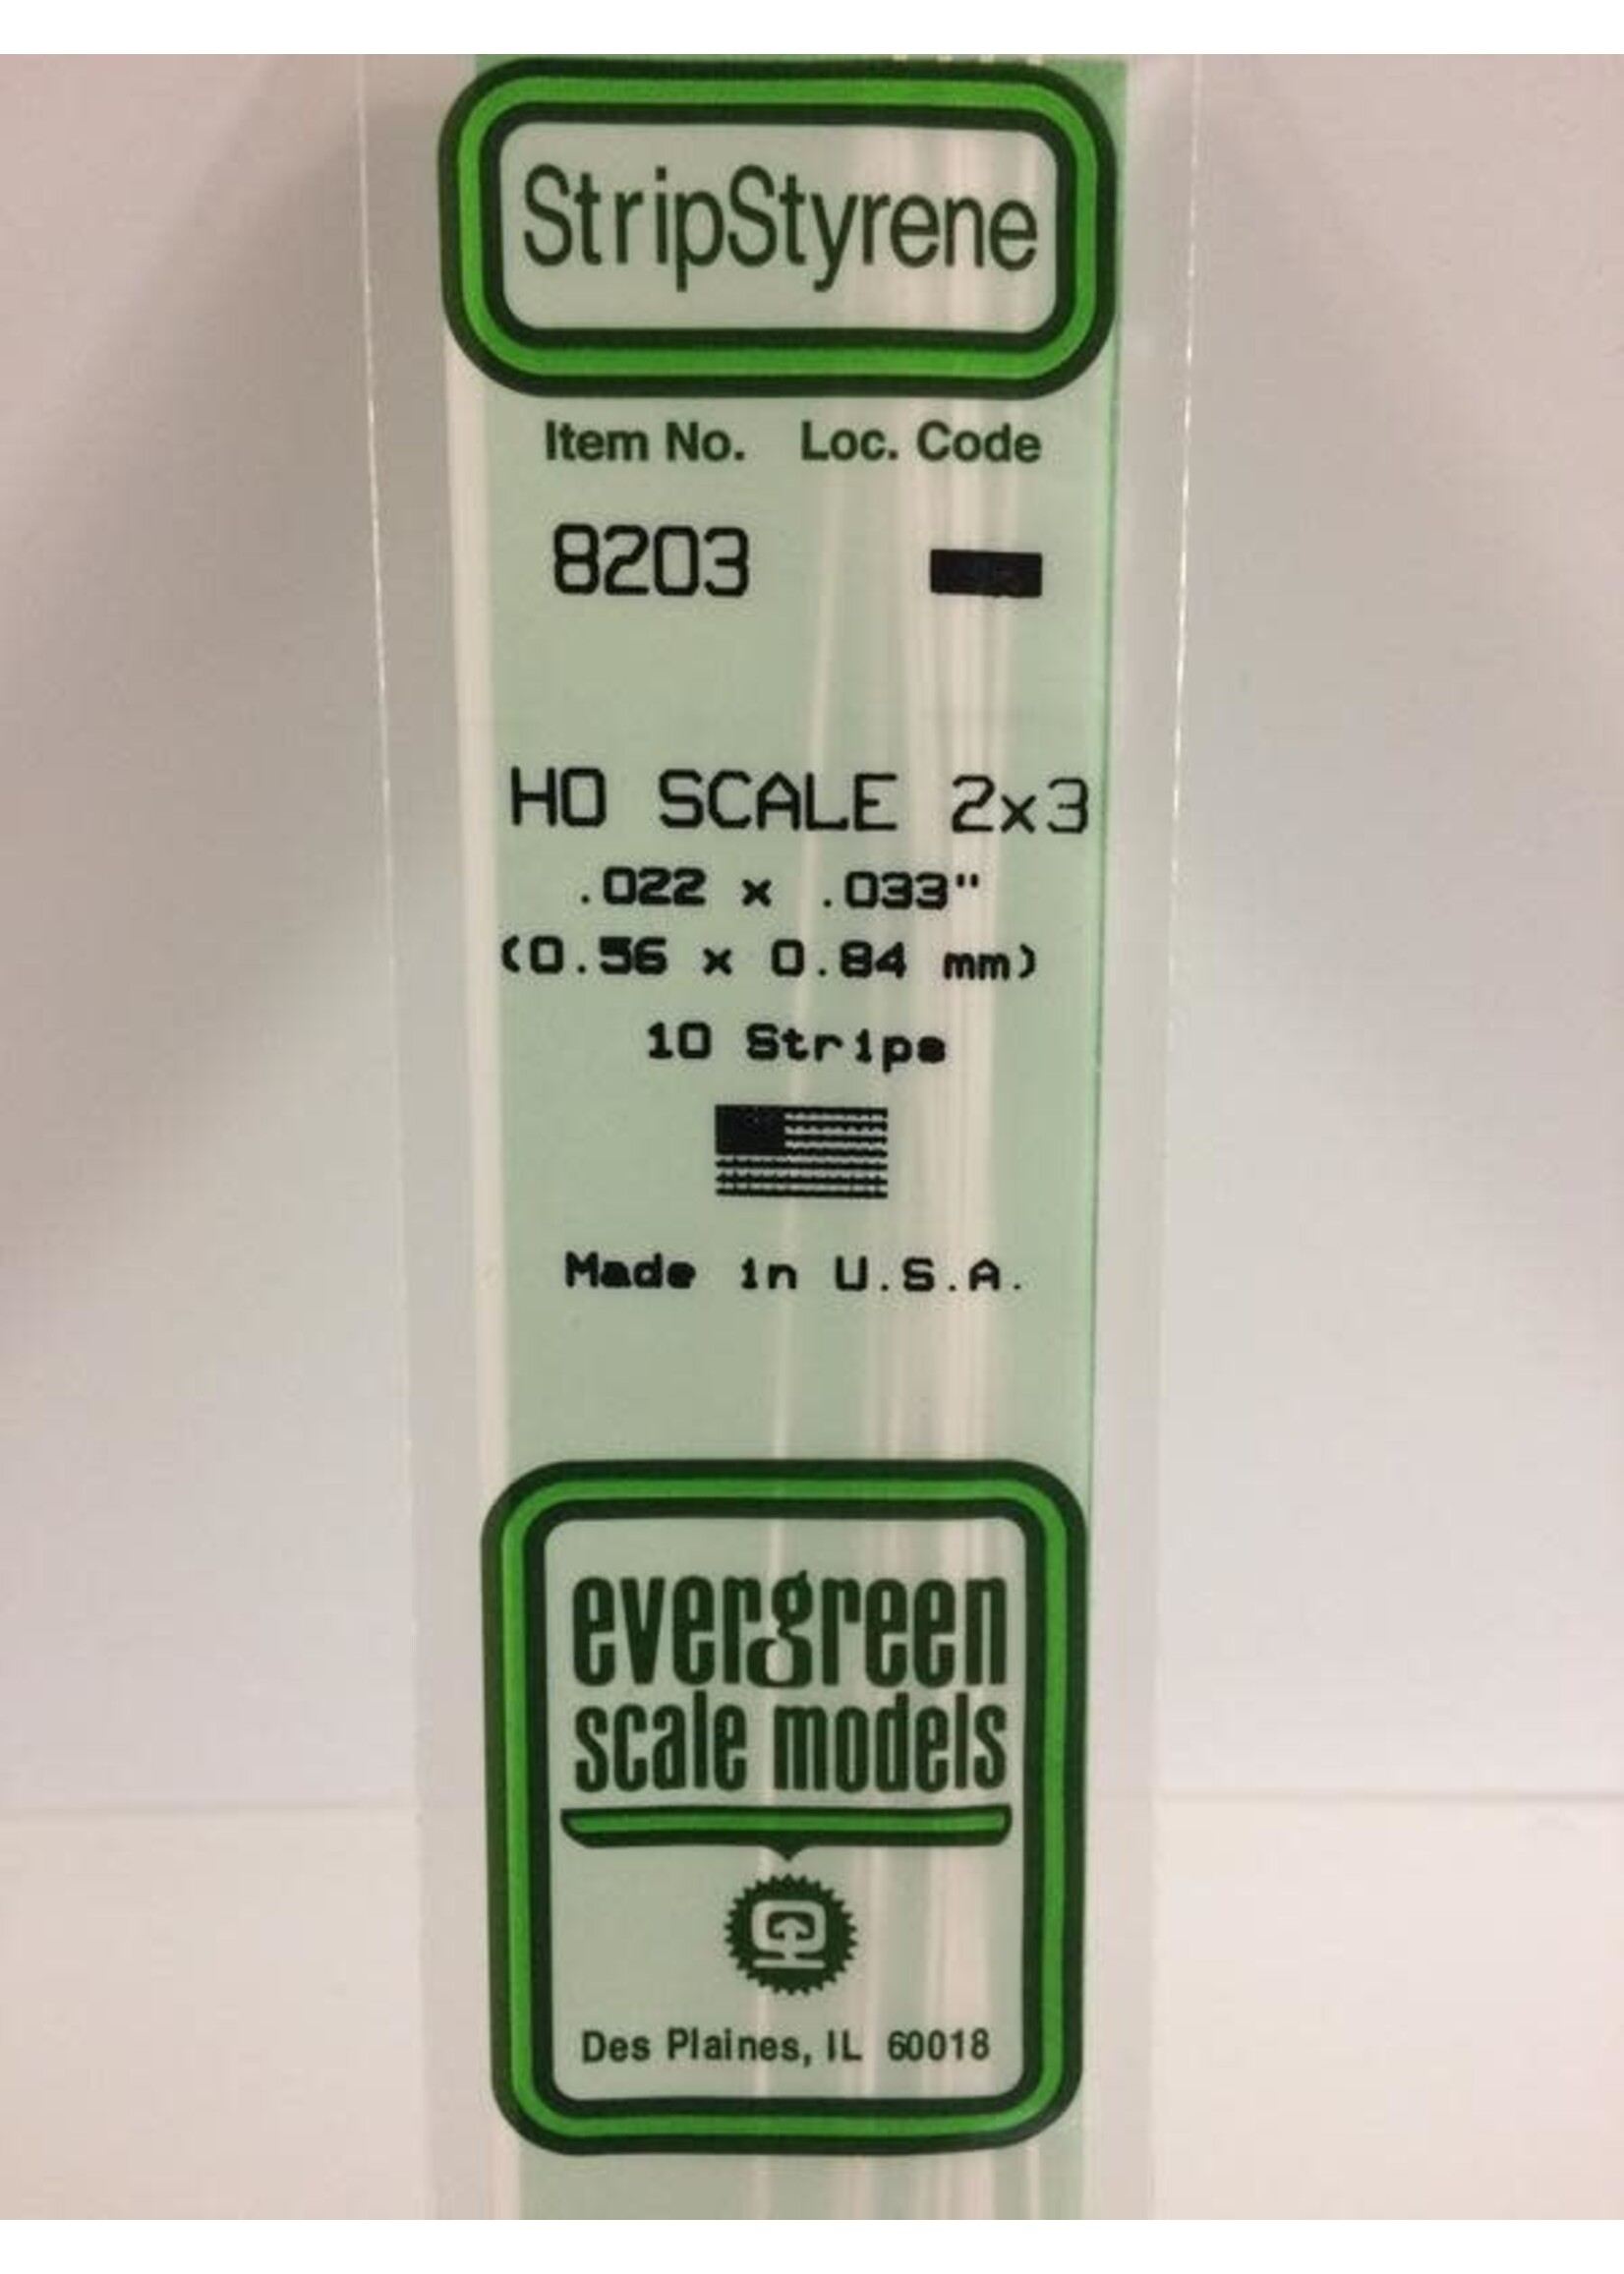 StripStyrene
Item No. Loc. Code
8203
HO SCALE 2x3
.022 x .033"
(0.56 x 0.84 mm)
10 Strips
Made in U.S.A.
evergreen
scale models
Des Plaines, IL 60018